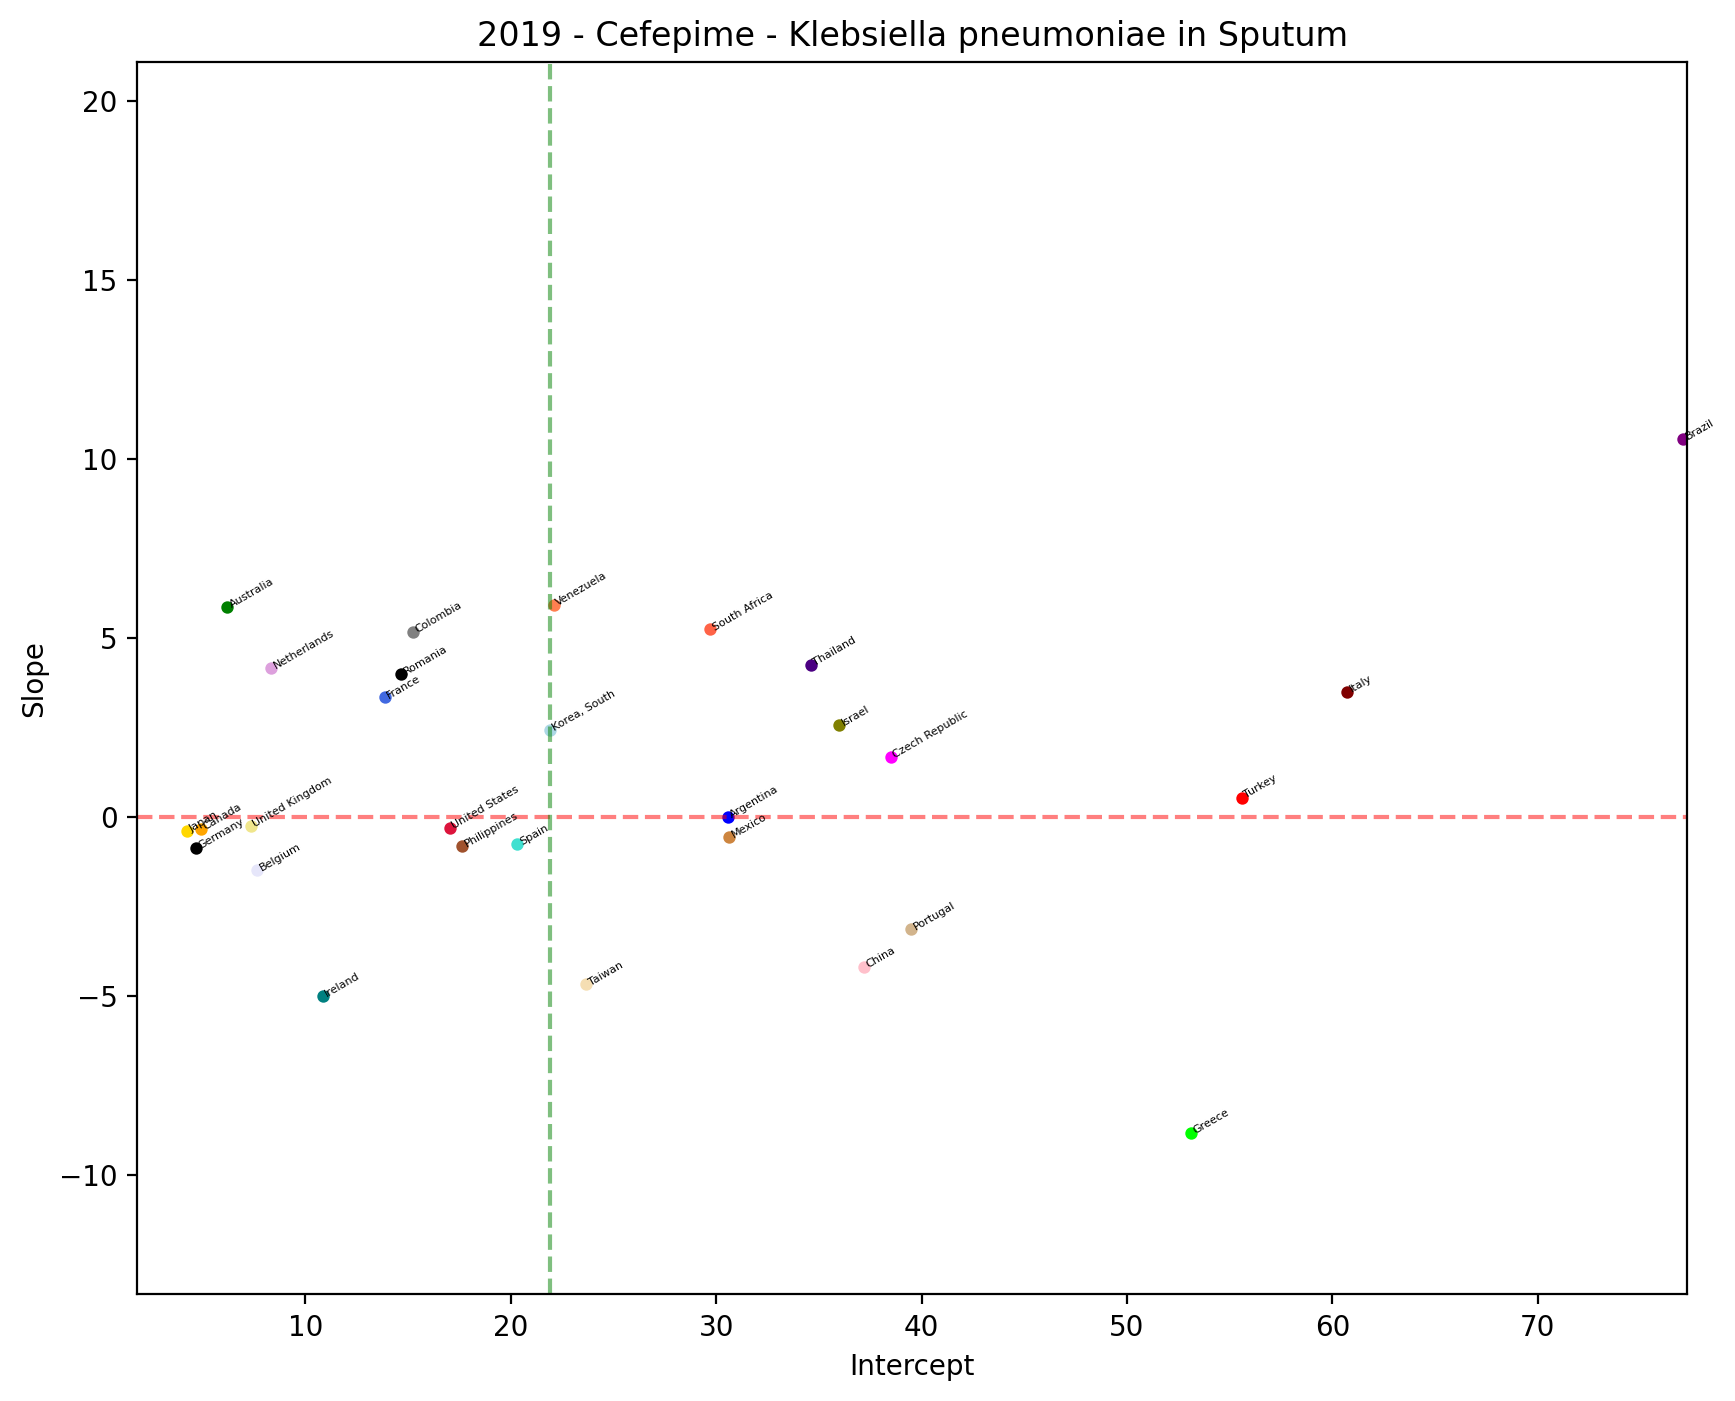 2019 - Cefepime - Klebsiella pneumoniae in Sputum
20
15
10
5
0
−5
−10
Slope
Brazil
Australia
Venezuela
South Africa
Colombia
Netherlands
Thailand
Romania
France
Italy
Korea, South
Israel
Czech Republic
Turkey
United Kingdom
United States
Argentina
Japan
Canada
Germany
Philippines
Spain
Mexico
Belgium
Portugal
China
Taiwan
Ireland
Greece
10
20
30
40
50
60
70
Intercept